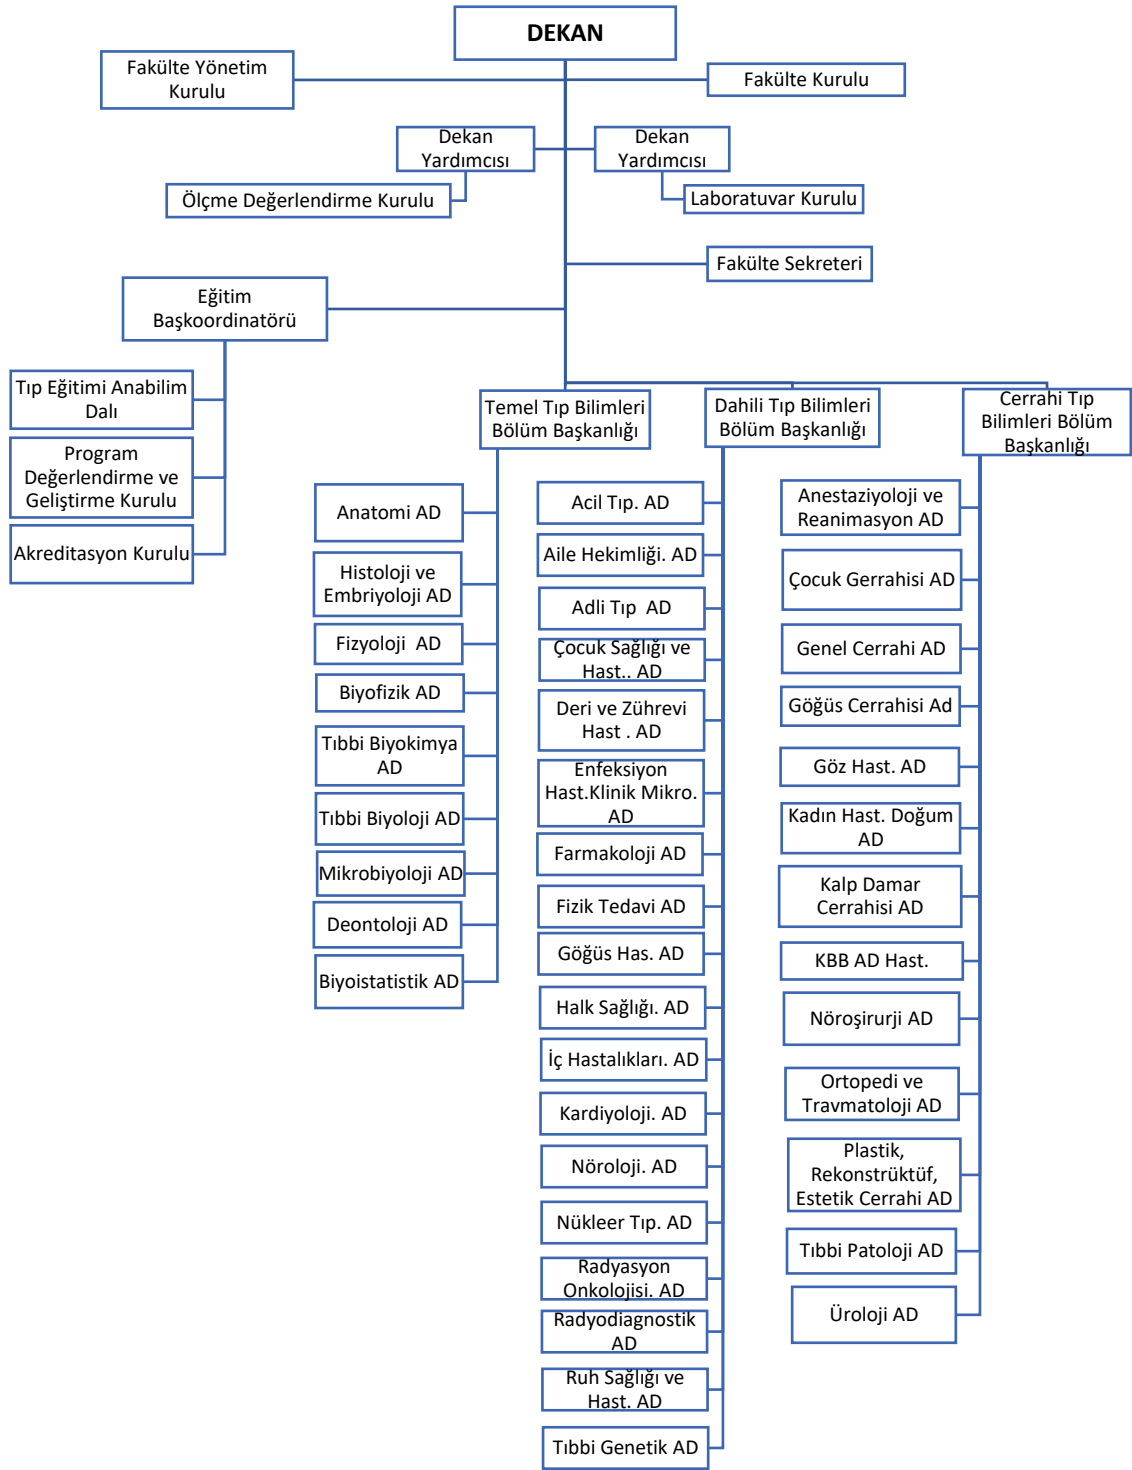 DEKAN
Fakülte Yönetim
Kurulu
Fakülte Kurulu
Dekan
Yardımcısı
Dekan
Yardımcısı
Ölçme Değerlendirme Kurulu
Laboratuvar Kurulu
Fakülte Sekreteri
Eğitim
Başkoordinatörü
Tıp Eğitimi Anabilim
Dalı
Program
Değerlendirme ve
Geliştirme Kurulu
Akreditasyon Kurulu
Temel Tıp Bilimleri
Bölüm Başkanlığı
Anatomi AD
Histoloji ve
Embriyoloji AD
Fizyoloji  AD
Biyofizik AD
Tıbbi Biyokimya
AD
Tıbbi Biyoloji AD
Mikrobiyoloji AD
Deontoloji AD
Biyoistatistik AD
Dahili Tıp Bilimleri
Bölüm Başkanlığı
Acil Tıp. AD
Aile Hekimliği. AD
Adli Tıp  AD
Çocuk Sağlığı ve
Hast.. AD
Deri ve Zührevi
Hast . AD
Enfeksiyon
Hast.Klinik Mikro.
AD
Farmakoloji AD
Fizik Tedavi AD
Göğüs Has. AD
Halk Sağlığı. AD
İç Hastalıkları. AD
Kardiyoloji. AD
Nöroloji. AD
Nükleer Tıp. AD
Radyasyon
Onkolojisi. AD
Radyodiagnostik
AD
Ruh Sağlığı ve
Hast. AD
Tıbbi Genetik AD
Cerrahi Tıp
Bilimleri Bölüm
Başkanlığı
Anestaziyoloji ve
Reanimasyon AD
Çocuk Gerrahisi AD
Genel Cerrahi AD
Göğüs Cerrahisi Ad
Göz Hast. AD
Kadın Hast. Doğum
AD
Kalp Damar
Cerrahisi AD
KBB AD Hast.
Nöroşirurji AD
Ortopedi ve
Travmatoloji AD
Plastik,
Rekonstrüktüf,
Estetik Cerrahi AD
Tıbbi Patoloji AD
Üroloji AD